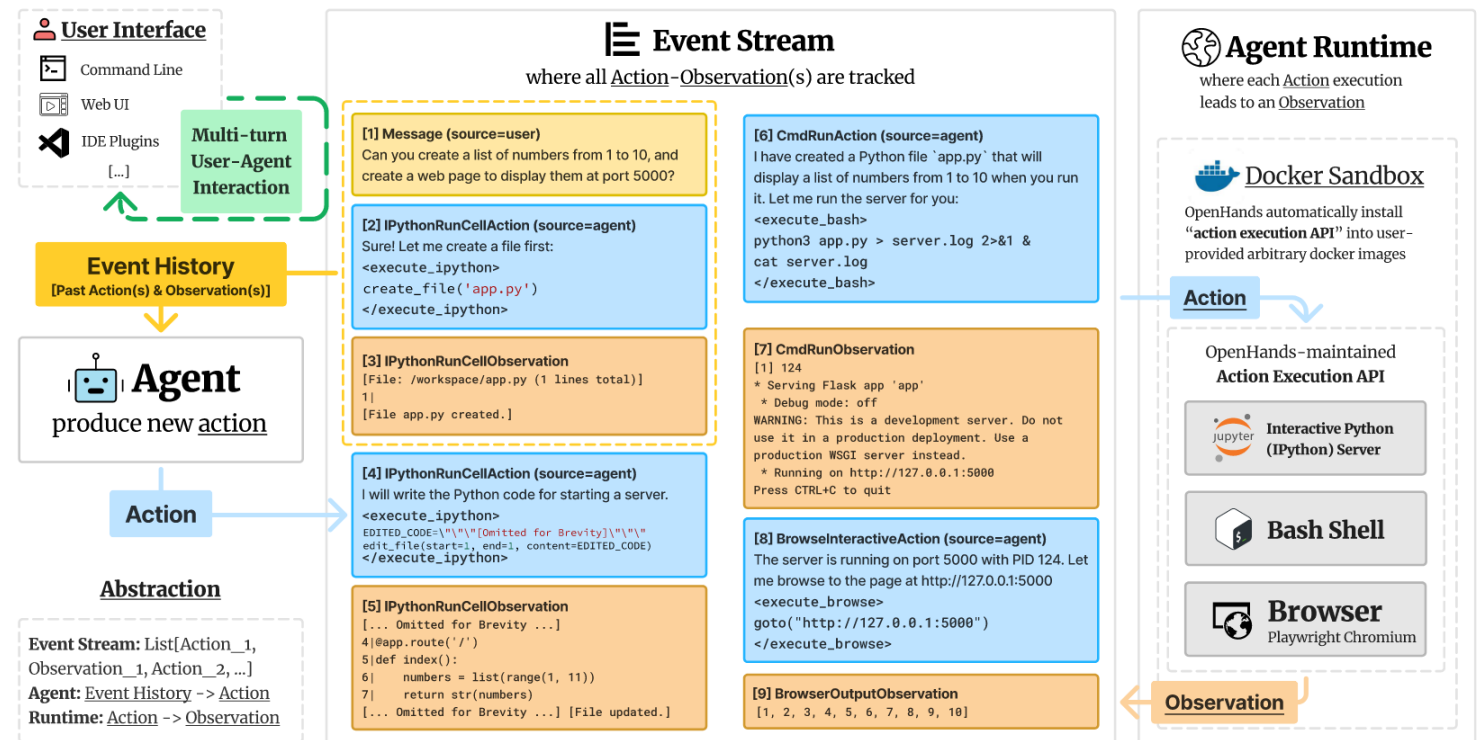 User Interface
Command Line
Web UI
IDE Plugins
[...]
Multi-turn
User-Agent
Interaction
Event History
[Past Action(s) & Observation(s)]
Agent
produce new action
Action
Abstraction
Event Stream: List[Action_1,
Observation_1, Action_2, ...]
Agent: Event History -> Action
Runtime: Action -> Observation
Event Stream
where all Action-Observation(s) are tracked
[1] Message (source=user)
Can you create a list of numbers from 1 to 10, and
create a web page to display them at port 5000?
[2] IPythonRunCellAction (source=agent)
Sure! Let me create a file first:
<execute_ipython>
create_file('app.py')
</execute_ipython>
[3] IPythonRunCellObservation
[File: /workspace/app.py (1 lines total)]
1|
[File app.py created.]
[4] IPythonRunCellAction (source=agent)
I will write the Python code for starting a server.
<execute_ipython>
EDITED_CODE=\"\"\"[Omitted for Brevity]\"\"\"
edit_file(start=1, end=1, content=EDITED_CODE)
</execute_ipython>
[5] IPythonRunCellObservation
[... Omitted for Brevity ...]
4|@app.route('/')
5|def index():
6|    numbers = list(range(1, 11))
7|    return str(numbers)
[... Omitted for Brevity ...] [File updated.]
[6] CmdRunAction (source=agent)
I have created a Python file `app.py` that will
display a list of numbers from 1 to 10 when you run
it. Let me run the server for you:
<execute_bash>
python3 app.py > server.log 2>&1 &
cat server.log
</execute_bash>
[7] CmdRunObservation
[1] 124
* Serving Flask app 'app'
* Debug mode: off
WARNING: This is a development server. Do not
use it in a production deployment. Use a
production WSGI server instead.
* Running on http://127.0.0.1:5000
Press CTRL+C to quit
[8] BrowseInteractiveAction (source=agent)
The server is running on port 5000 with PID 124. Let
me browse to the page at http://127.0.0.1:5000
<execute_browse>
goto("http://127.0.0.1:5000")
</execute_browse>
[9] BrowserOutputObservation
[1, 2, 3, 4, 5, 6, 7, 8, 9, 10]
Agent Runtime
where each Action execution
leads to an Observation
Docker Sandbox
OpenHands automatically install
“action execution API” into user-
provided arbitrary docker images
Action
OpenHands-maintained
Action Execution API
jupyter
Interactive Python
(IPython) Server
$_
Bash Shell
Browser
Playwright Chromium
Observation